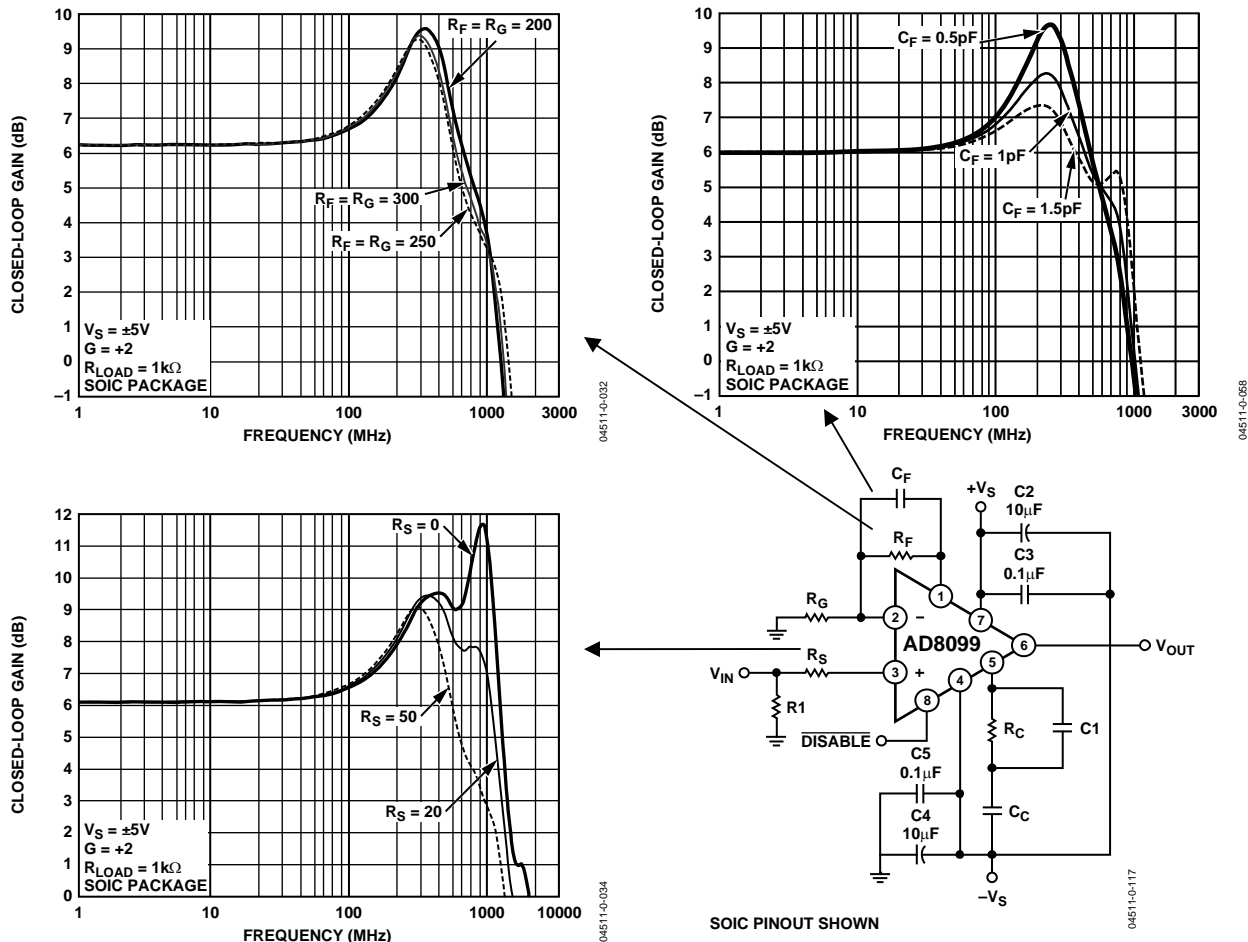 CLOSED-LOOP GAIN (dB)
10
9
8
7
6
5
4
3
2
1
0
–1
RF = RG = 200
RF = RG = 300
RF = RG = 250
VS = ±5V
G = +2
RLOAD = 1kΩ
SOIC PACKAGE
1
10
100
1000
3000
FREQUENCY (MHz)
04511-0-032
CLOSED-LOOP GAIN (dB)
10
9
8
7
6
5
4
3
2
1
0
–1
CF = 0.5pF
CF = 1pF
CF = 1.5pF
VS = ±5V
G = +2
RLOAD = 1kΩ
SOIC PACKAGE
1
10
100
1000
3000
FREQUENCY (MHz)
04511-0-058
CLOSED-LOOP GAIN (dB)
12
11
10
9
8
7
6
5
4
3
2
1
0
RS = 0
RS = 50
RS = 20
VS = ±5V
G = +2
RLOAD = 1kΩ
SOIC PACKAGE
1
10
100
1000
10000
FREQUENCY (MHz)
04511-0-034
CF
RF
+VS
C2
10μF
C3
0.1μF
RG
2
–
1
7
AD8099
6
VOUT
VIN
RS
3
+
4
5
8
R1
DISABLE
RC
C1
C5
0.1μF
C4
10μF
CC
–VS
04511-0-117
SOIC PINOUT SHOWN